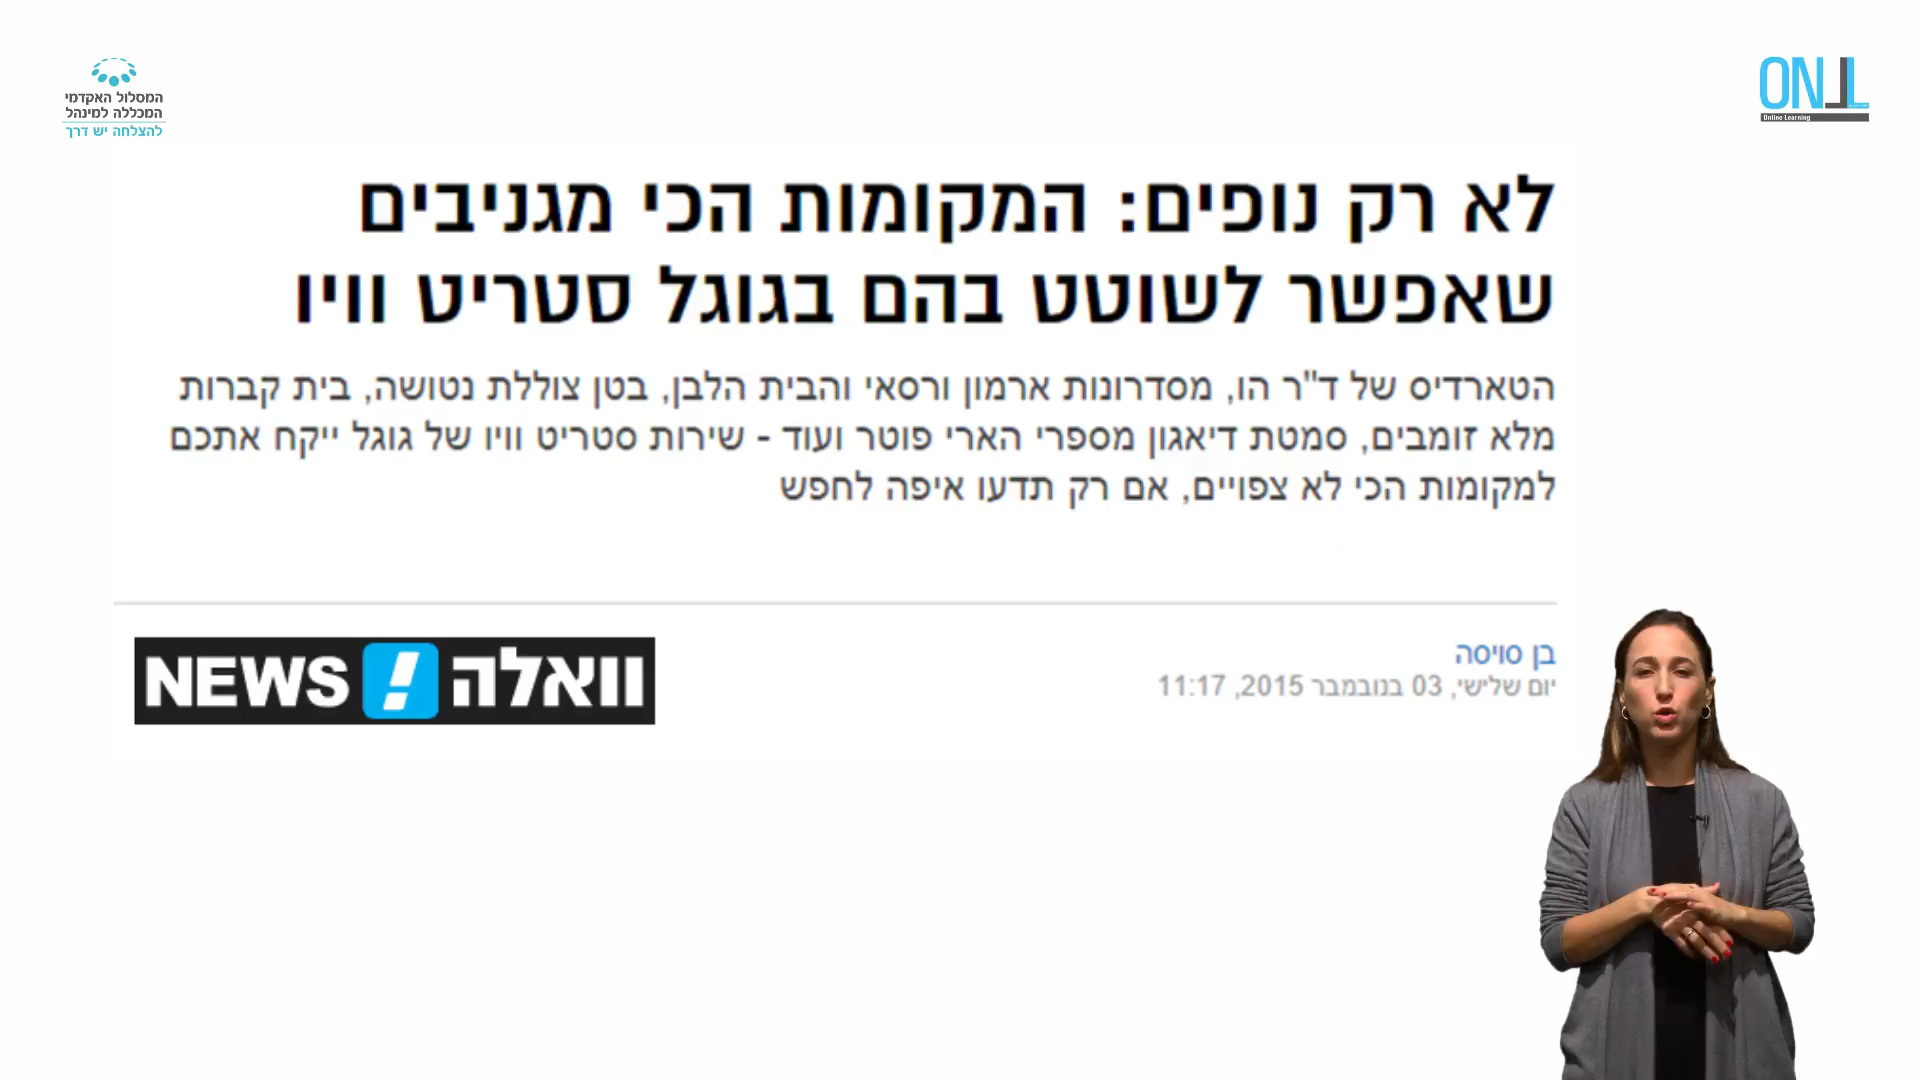 המסלול האקדמי
המכללה למינהל
להצלחה יש דרך
ONLL
Online Learning
לא רק נופים: המקומות הכי מגניבים
שאפשר לשוטט בהם בגוגל סטריט וויו
הטארדיס של ד"ר הו, מסדרונות ארמון ורסאי והבית הלבן, בטן צוללת נטושה, בית קברות
מלא זומבים, סמטת דיאגון מספרי הארי פוטר ועוד - שירות סטריט וויו של גוגל ייקח אתכם
למקומות הכי לא צפויים, אם רק תדעו איפה לחפש
בן סויסה
יום שלישי, 03 בנובמבר 2015, 11:17
וואלה! NEWS